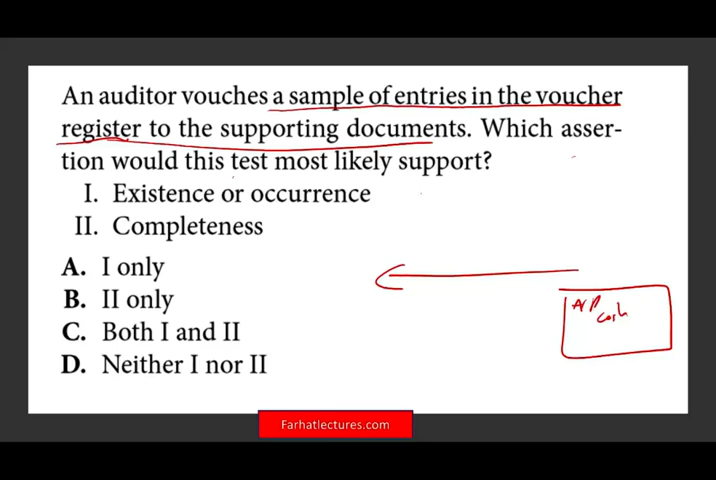 An auditor vouches a sample of entries in the voucher
register to the supporting documents. Which asser-
tion would this test most likely support?
I. Existence or occurrence
II. Completeness
A. I only
B. II only
C. Both I and II
D. Neither I nor II
A/P
Cash
Farhatlectures.com